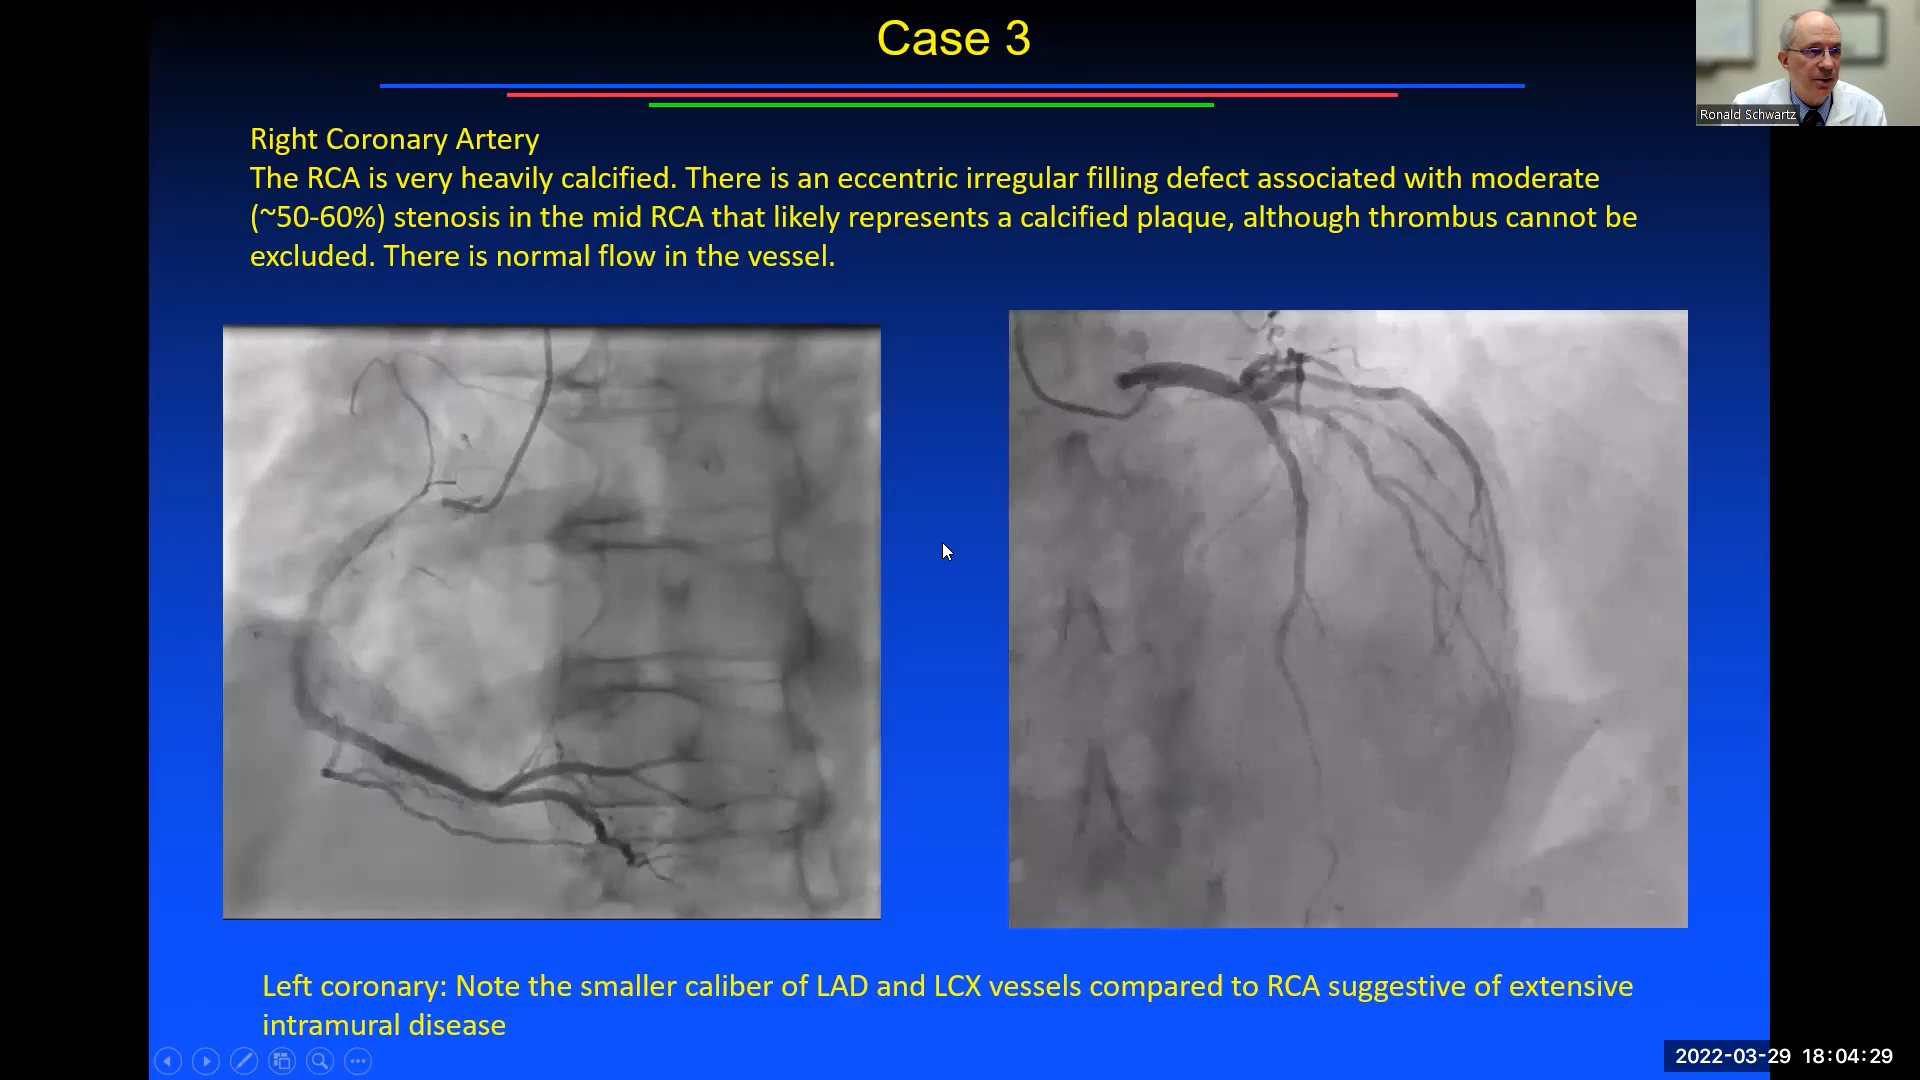 Case 3
Ronald Schwartz
Right Coronary Artery
The RCA is very heavily calcified. There is an eccentric irregular filling defect associated with moderate
(~50-60%) stenosis in the mid RCA that likely represents a calcified plaque, although thrombus cannot be
excluded. There is normal flow in the vessel.
Left coronary: Note the smaller caliber of LAD and LCX vessels compared to RCA suggestive of extensive
intramural disease
2022-03-29 18:04:29